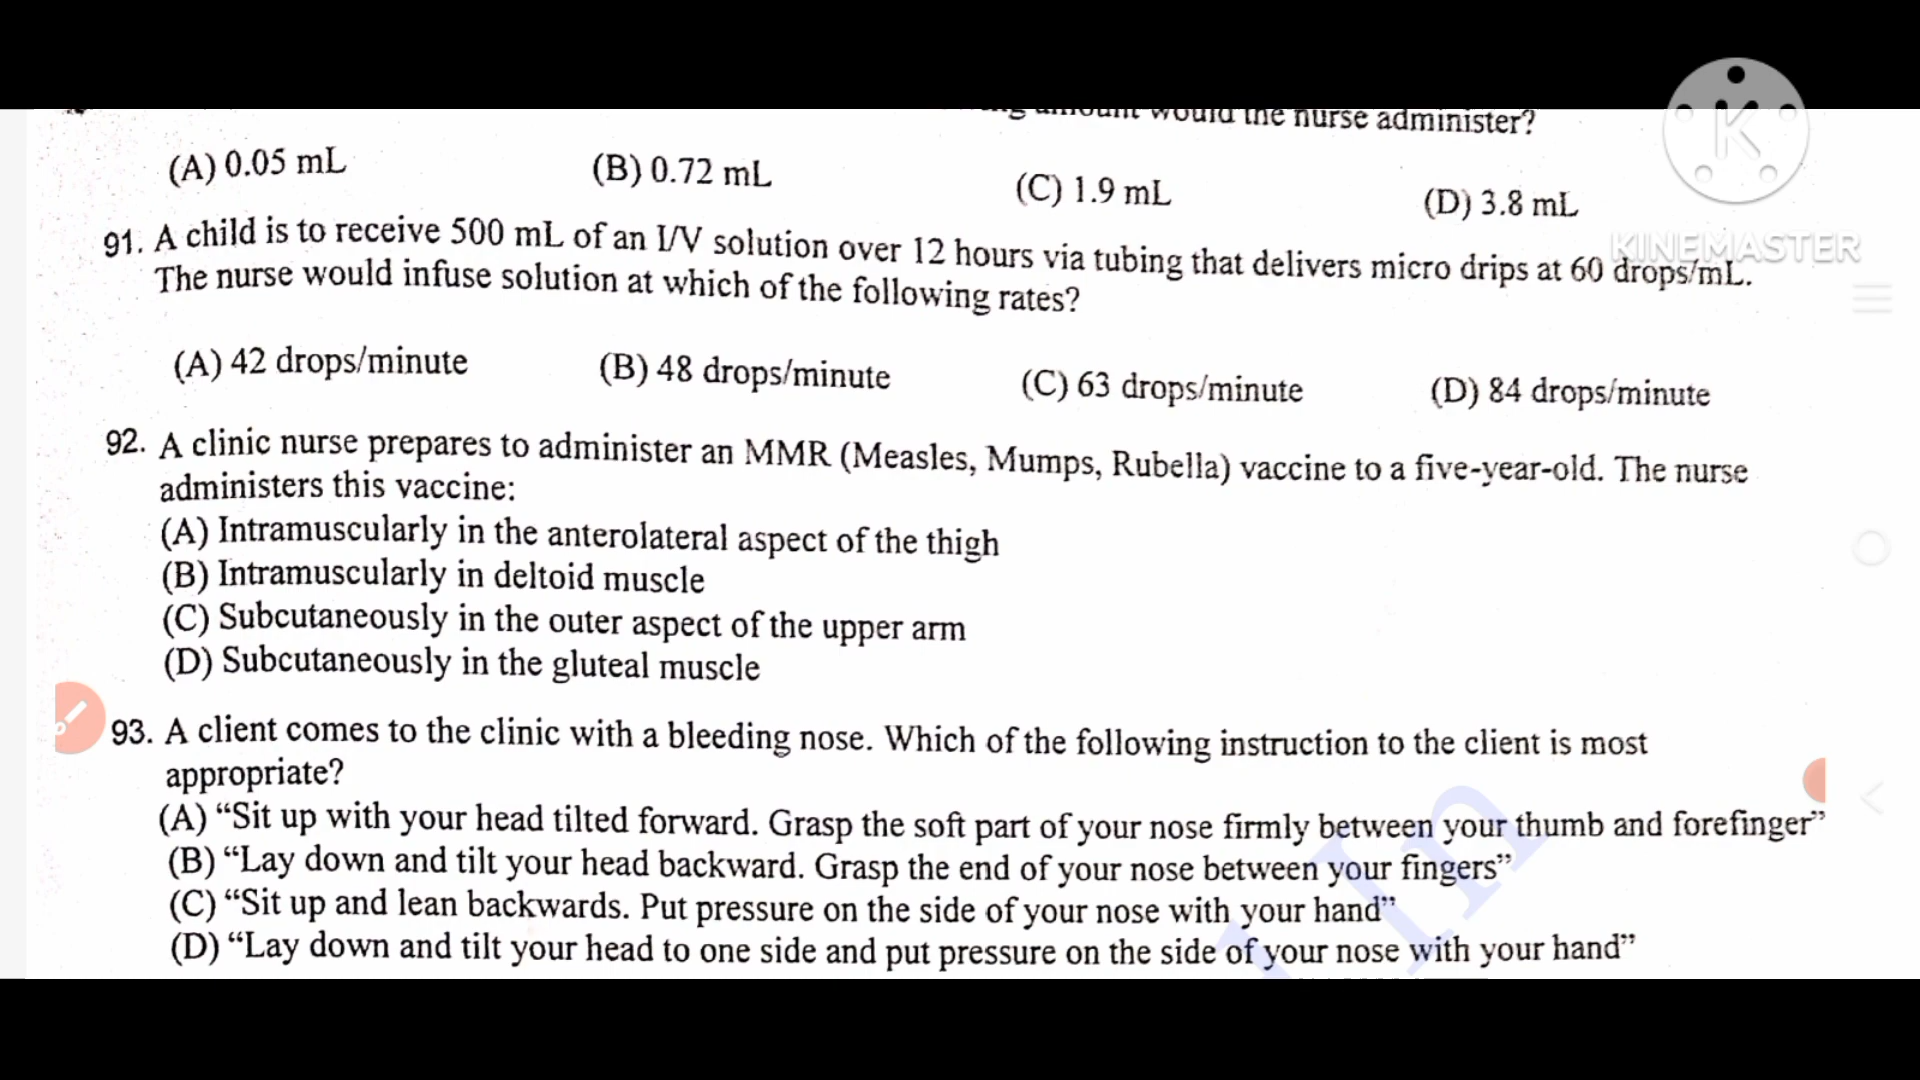 amount would the nurse administer?
(A) 0.05 mL (B) 0.72 mL (C) 1.9 mL (D) 3.8 mL
KINEMASTER
91. A child is to receive 500 mL of an I/V solution over 12 hours via tubing that delivers micro drips at 60 drops/mL.
The nurse would infuse solution at which of the following rates?
(A) 42 drops/minute (B) 48 drops/minute (C) 63 drops/minute (D) 84 drops/minute
92. A clinic nurse prepares to administer an MMR (Measles, Mumps, Rubella) vaccine to a five-year-old. The nurse
administers this vaccine:
(A) Intramuscularly in the anterolateral aspect of the thigh
(B) Intramuscularly in deltoid muscle
(C) Subcutaneously in the outer aspect of the upper arm
(D) Subcutaneously in the gluteal muscle
93. A client comes to the clinic with a bleeding nose. Which of the following instruction to the client is most
appropriate?
(A) “Sit up with your head tilted forward. Grasp the soft part of your nose firmly between your thumb and forefinger”
(B) “Lay down and tilt your head backward. Grasp the end of your nose between your fingers”
(C) “Sit up and lean backwards. Put pressure on the side of your nose with your hand”
(D) “Lay down and tilt your head to one side and put pressure on the side of your nose with your hand”
In